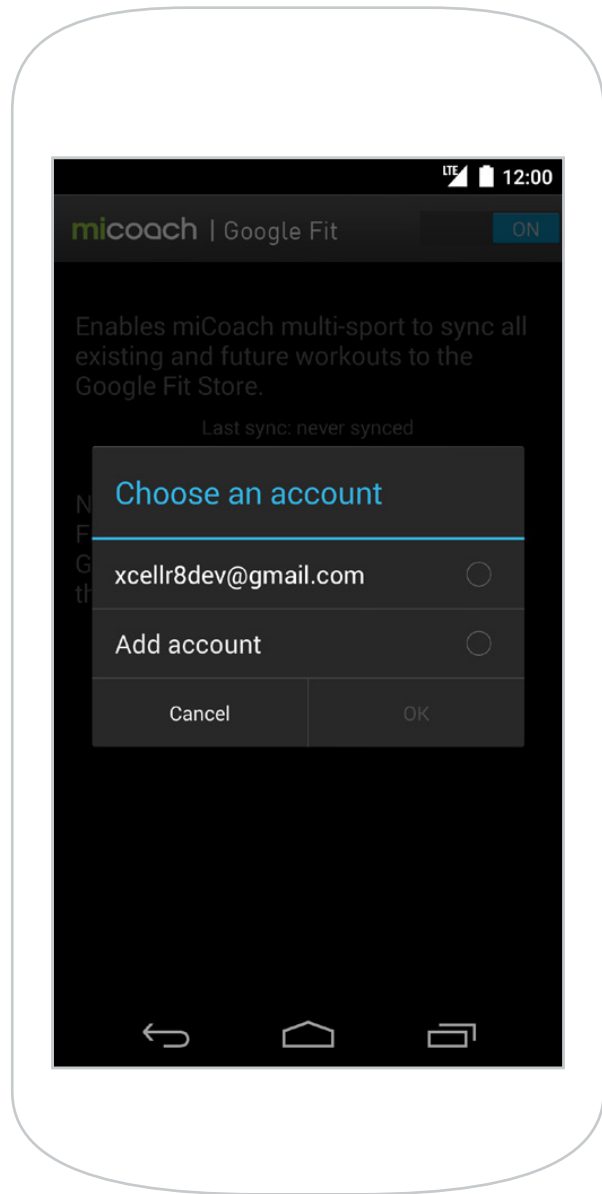 LTE 12:00
micoach | Google Fit ON
Enables miCoach multi-sport to sync all
existing and future workouts to the
Google Fit Store.
Last sync: never synced
Choose an account
xcellr8dev@gmail.com
Add account
Cancel OK